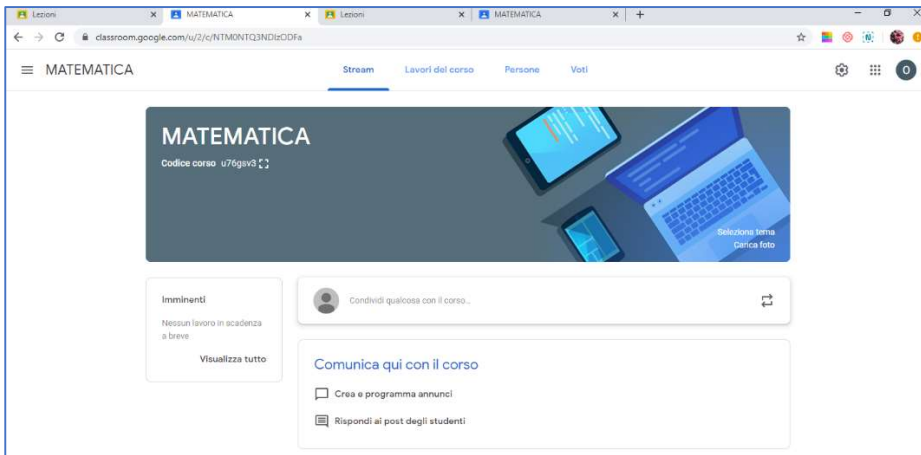 Lezioni
MATEMATICA
Lezioni
MATEMATICA
classroom.google.com/u/2/c/NTM0NTQ3NDIzODFa
MATEMATICA
Stream
Lavori del corso
Persone
Voti
O
MATEMATICA
Codice corso u76gsv3
Seleziona tema
Carica foto
Imminenti
Nessun lavoro in scadenza
a breve
Visualizza tutto
Condividi qualcosa con il corso...
Comunica qui con il corso
Crea e programma annunci
Rispondi ai post degli studenti